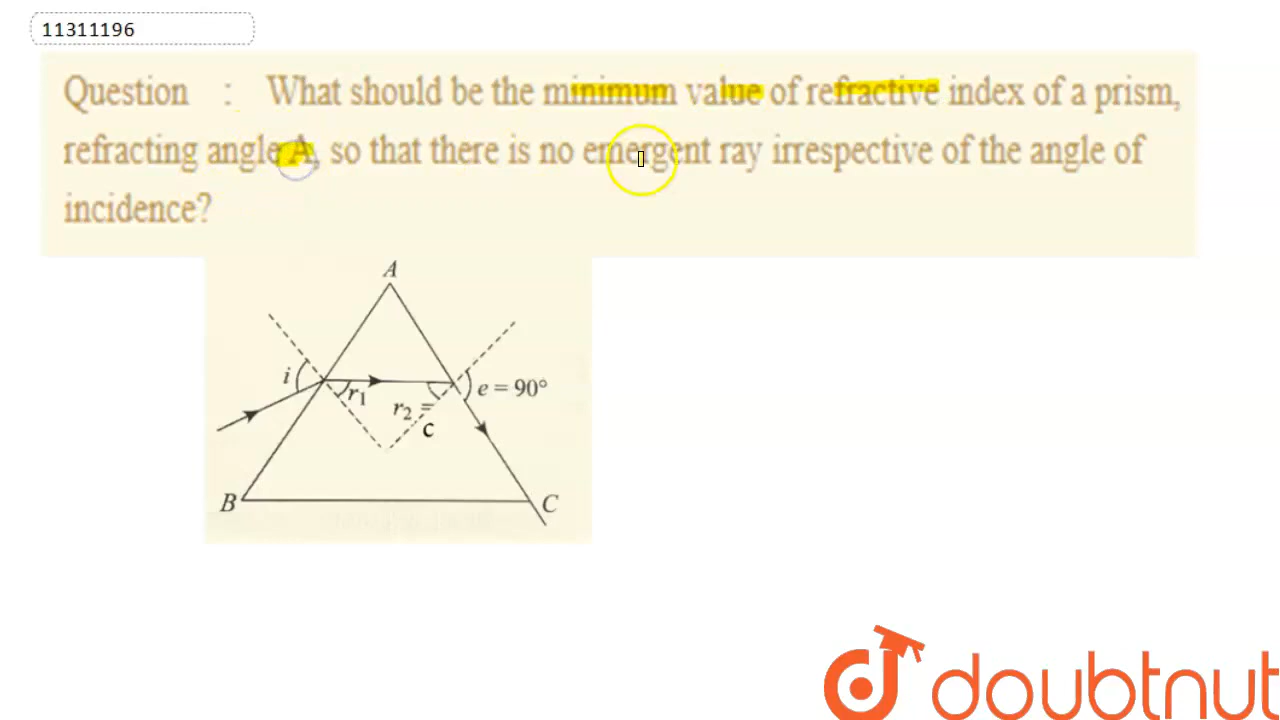 11311196
Question : What should be the minimum value of refractive index of a prism,
refracting angle A, so that there is no emergent ray irrespective of the angle of
incidence?
A
i
r1
r2 =
c
e = 90°
B
C
doubtnut